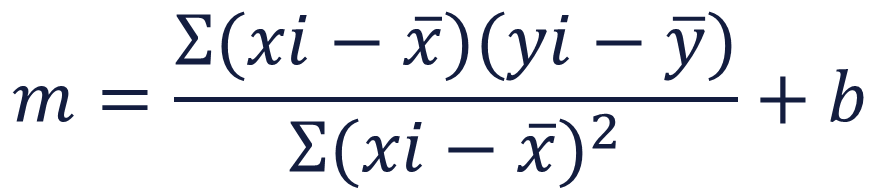 m = Σ(xi − x̅)(yi − y̅) / Σ(xi − x̅)² + b